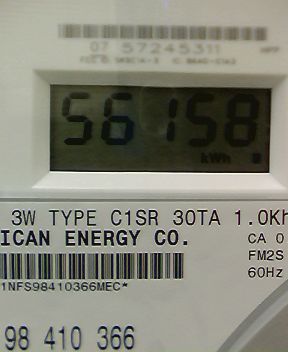 07 57245311
56158
kWh
3W TYPE C1SR 30TA 1.0Kh
ICAN ENERGY CO.
CA 0
FM2S
60Hz
1NFS98410366MEC*
98 410 366